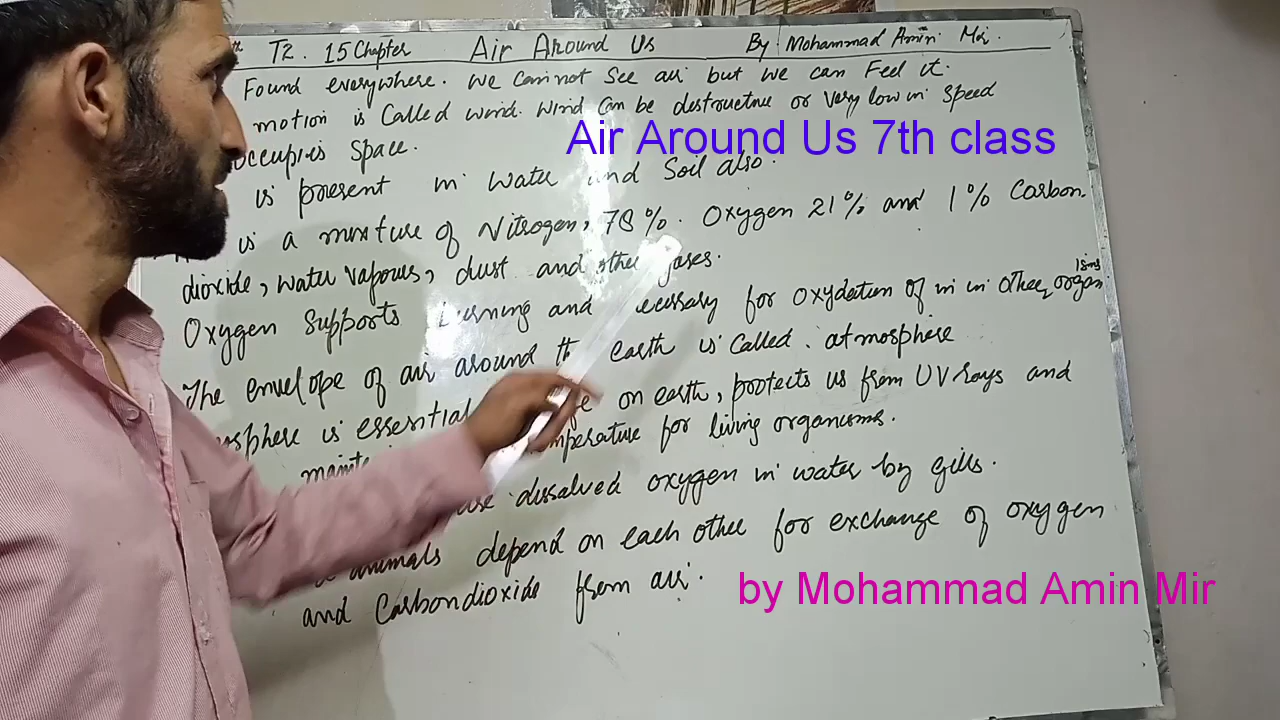 th T2. 15 Chapter Air Around Us By Mohammad Amin Mir.
Found everywhere. We Cannot See air but we can Feel it.
motion is Called wind. Wind can be destructive or very low in Speed
occupies Space.
Air Around Us 7th class
is present in Water and Soil also.
is a mixture of Nitrogen, 78%. Oxygen 21% and 1% Carbon.
dioxide, water vapours, dust and other gases.
Oxygen Supports burning and for oxydation of in in other organisms
The envelope of air around th earth is called. atmosphere
is essential on earth, protects us from UV rays and
for living organisms.
dissalved oxygen in water by gills.
animals depend on each other for exchange of oxygen
and Carbondioxide from air.
by Mohammad Amin Mir